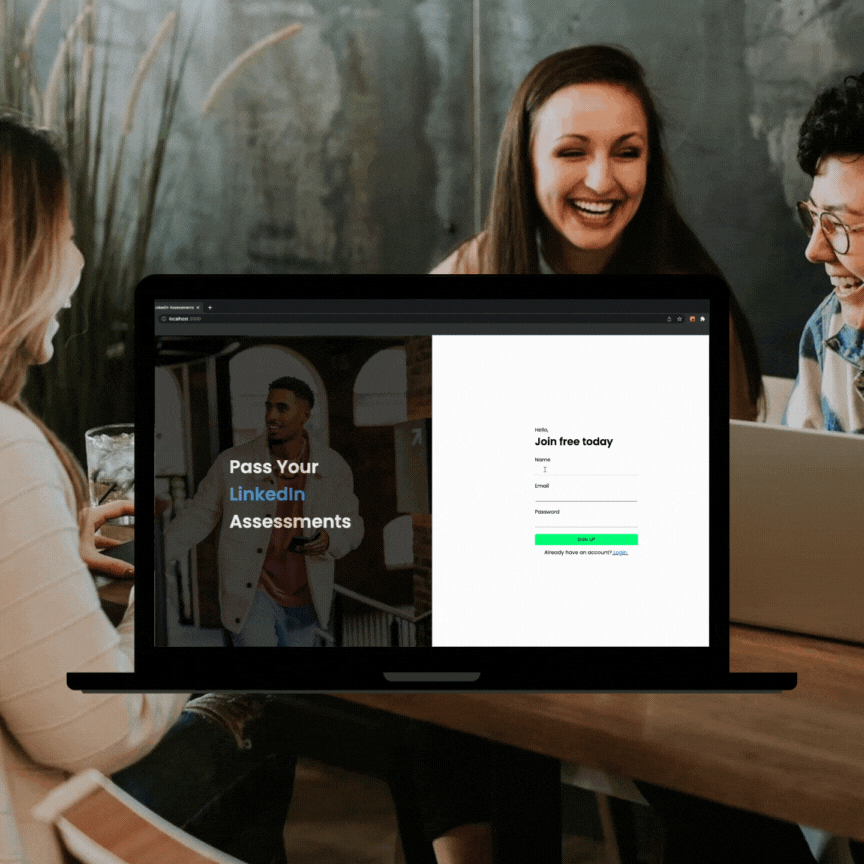 LinkedIn Assessments
localhost:3000
Pass Your
LinkedIn
Assessments
Hello,
Join free today
Name
Email
Password
SIGN UP
Already have an account? Login.